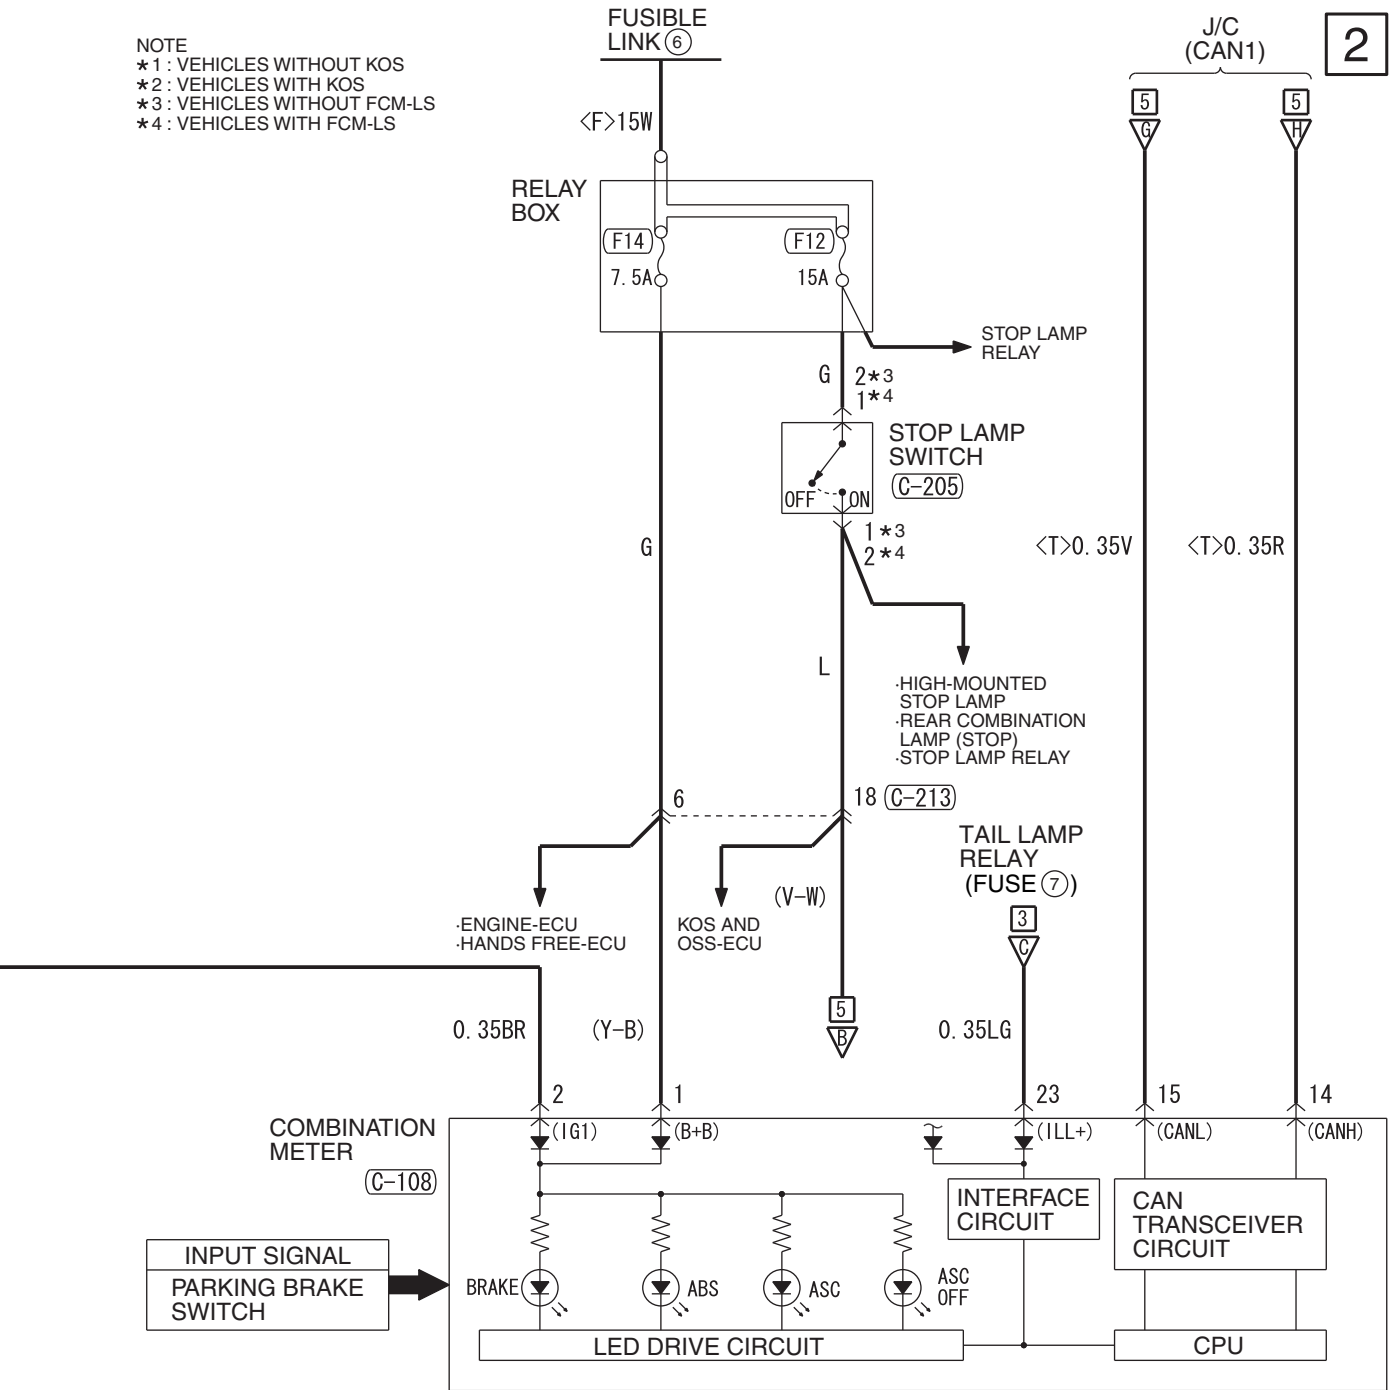 FUSIBLE
LINK 6
J/C
(CAN1)
2
NOTE
*1 : VEHICLES WITHOUT KOS
*2 : VEHICLES WITH KOS
*3 : VEHICLES WITHOUT FCM-LS
*4 : VEHICLES WITH FCM-LS
5
5
G
H
<F>15W
RELAY
BOX
F14
F12
7.5A
15A
STOP LAMP
RELAY
G
2*3
1*4
STOP LAMP
SWITCH
C-205
OFF
ON
1*3
2*4
G
<T>0.35V
<T>0.35R
L
·HIGH-MOUNTED
STOP LAMP
·REAR COMBINATION
LAMP (STOP)
·STOP LAMP RELAY
6
18
C-213
TAIL LAMP
RELAY
(FUSE 7)
(V-W)
·ENGINE-ECU
·HANDS FREE-ECU
KOS AND
OSS-ECU
3
C
5
B
0.35BR
(Y-B)
0.35LG
2
1
23
15
14
COMBINATION
METER
C-108
(IG1)
(B+B)
(ILL+)
(CANL)
(CANH)
INTERFACE
CIRCUIT
CAN
TRANSCEIVER
CIRCUIT
INPUT SIGNAL
PARKING BRAKE
SWITCH
BRAKE
ABS
ASC
ASC
OFF
LED DRIVE CIRCUIT
CPU